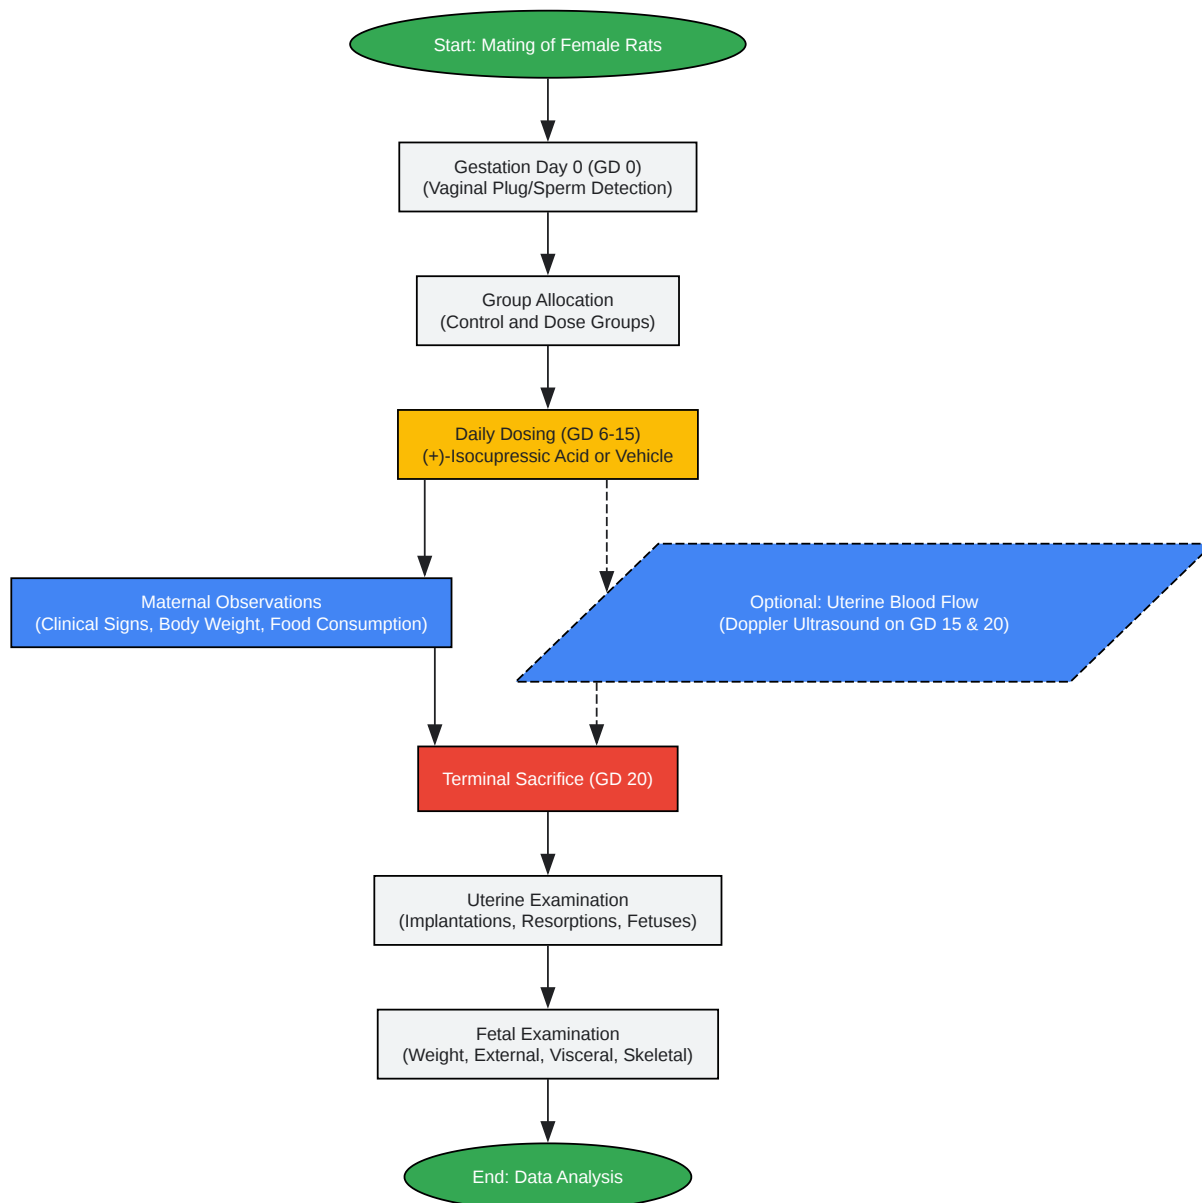 Start: Mating of Female Rats
Gestation Day 0 (GD 0)
(Vaginal Plug/Sperm Detection)
Group Allocation
(Control and Dose Groups)
Daily Dosing (GD 6-15)
(+)-Isocupressic Acid or Vehicle
Maternal Observations
(Clinical Signs, Body Weight, Food Consumption)
Optional: Uterine Blood Flow
(Doppler Ultrasound on GD 15 & 20)
Terminal Sacrifice (GD 20)
Uterine Examination
(Implantations, Resorptions, Fetuses)
Fetal Examination
(Weight, External, Visceral, Skeletal)
End: Data Analysis